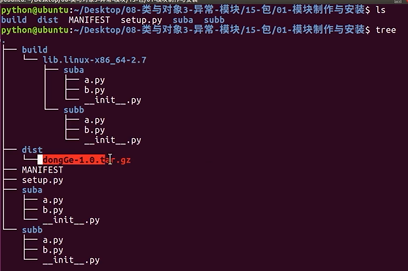 python@ubuntu:~/Desktop/08-类与对象3-异常-模块/15-包/01-模块制作与安装$ ls
build dist MANIFEST setup.py suba subb
python@ubuntu:~/Desktop/08-类与对象3-异常-模块/15-包/01-模块制作与安装$ tree
.
├── build
│   └── lib.linux-x86_64-2.7
│       ├── suba
│       │   ├── a.py
│       │   ├── b.py
│       │   └── __init__.py
│       └── subb
│           ├── a.py
│           ├── b.py
│           └── __init__.py
├── dist
│   └── dongGe-1.0.tar.gz
├── MANIFEST
├── setup.py
├── suba
│   ├── a.py
│   ├── b.py
│   └── __init__.py
└── subb
    ├── a.py
    ├── b.py
    └── __init__.py